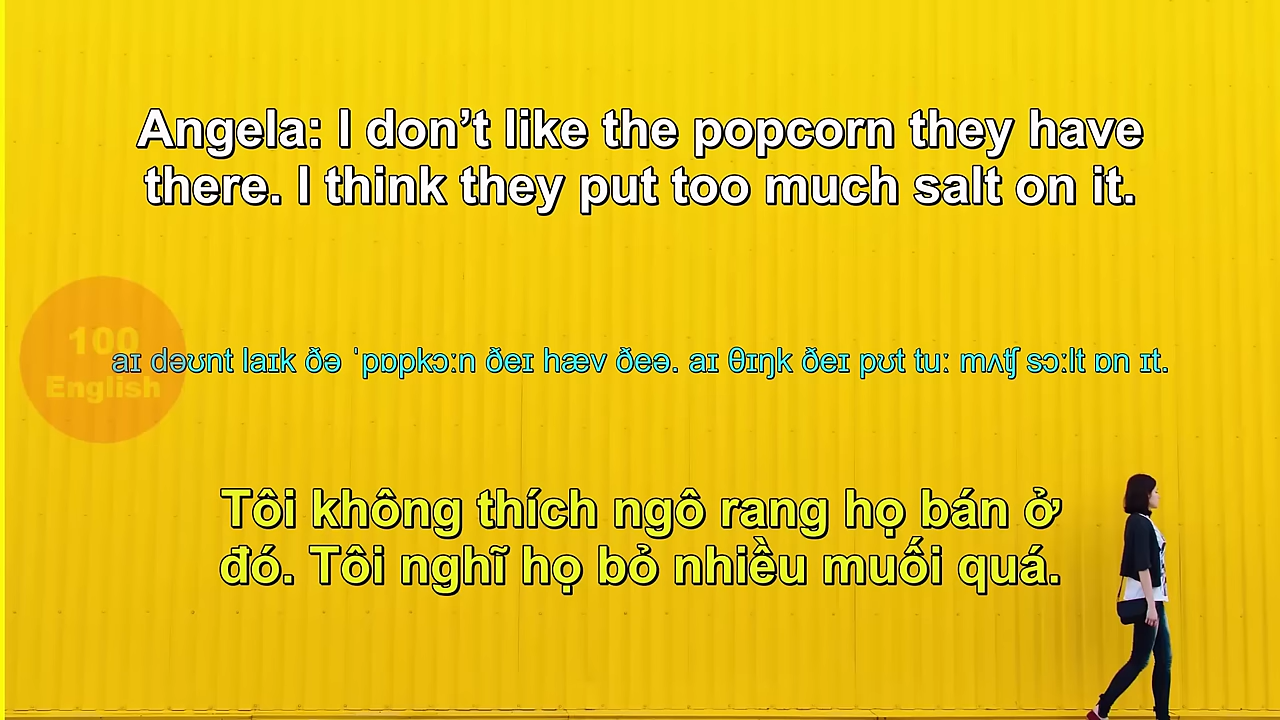 Angela: I don’t like the popcorn they have
there. I think they put too much salt on it.
100
English
aɪ dəʊnt laɪk ðə ˈpɒpkɔːn ðeɪ hæv ðeə. aɪ θɪŋk ðeɪ pʊt tuː mʌʧ sɔːlt ɒn ɪt.
Tôi không thích ngô rang họ bán ở
đó. Tôi nghĩ họ bỏ nhiều muối quá.